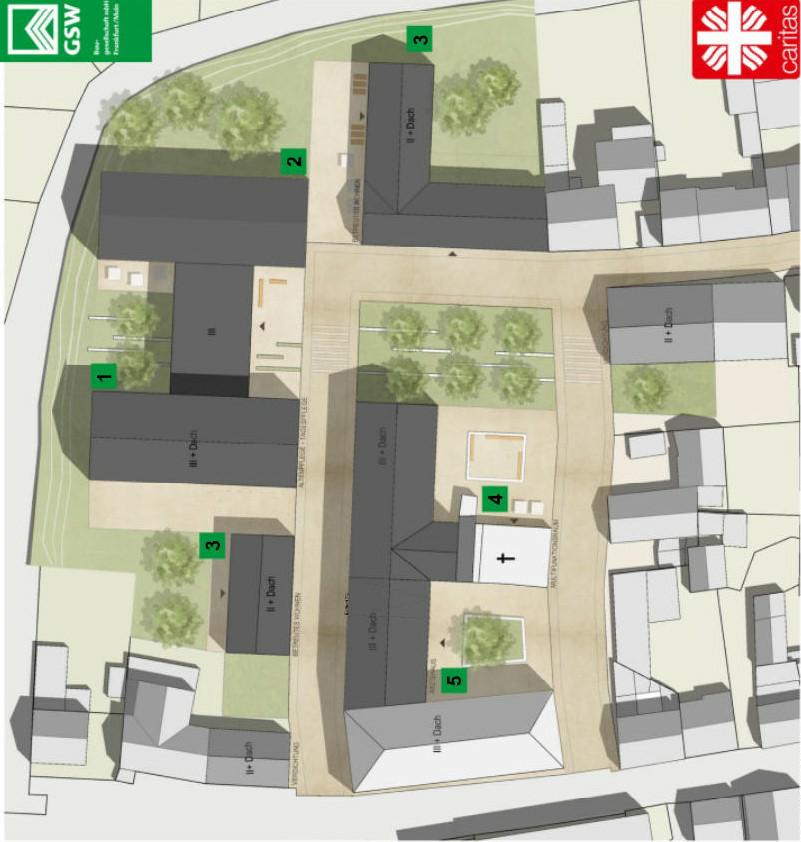 GSW
Bau-
gesellschaft mbH
Frankfurt/Main
caritas
3
II + Dach
2
BETREUTES WOHNEN
III
1
III + Dach
ALTENPFLEGE - TAGESPFLEGE
II + Dach
III + Dach
3
II + Dach
4
MULTIFUNKTIONSRAUM
BETREUTES WOHNEN
III + Dach
5
II+ Dach
VERDICHTUNG
III + Dach